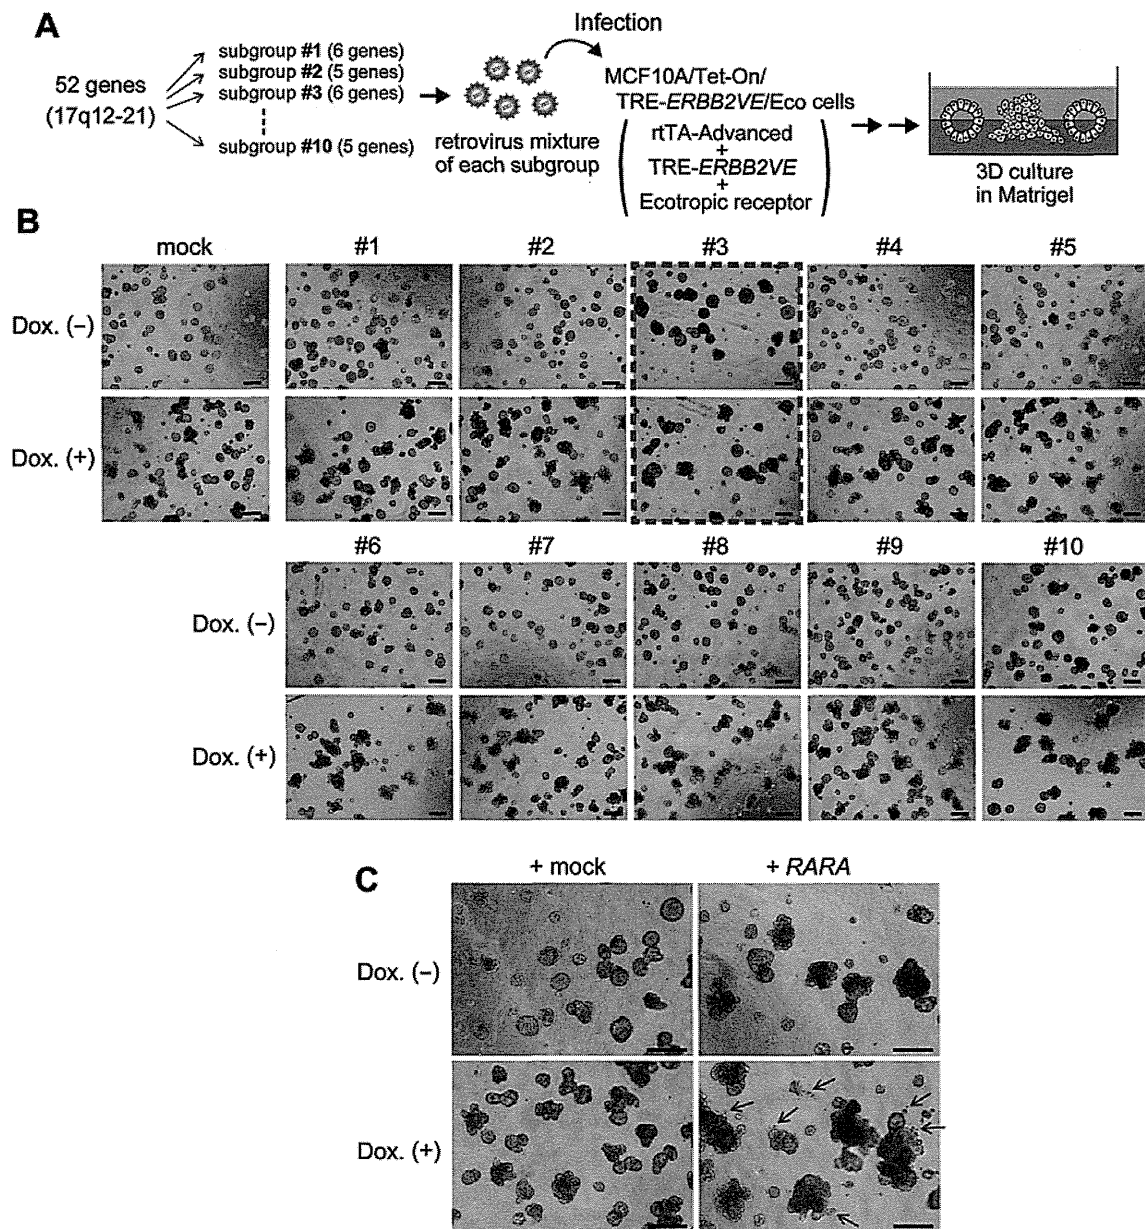 A
52 genes
(17q12-21)
subgroup #1 (6 genes)
subgroup #2 (5 genes)
subgroup #3 (6 genes)
subgroup #10 (5 genes)
retrovirus mixture
of each subgroup
Infection
MCF10A/Tet-On/
TRE-ERBB2VE/Eco cells
rtTA-Advanced
+
TRE-ERBB2VE
+
Ecotropic receptor
3D culture
in Matrigel
B
mock #1 #2 #3 #4 #5
Dox. (–)
Dox. (+)
#6 #7 #8 #9 #10
Dox. (–)
Dox. (+)
C
+ mock + RARA
Dox. (–)
Dox. (+)